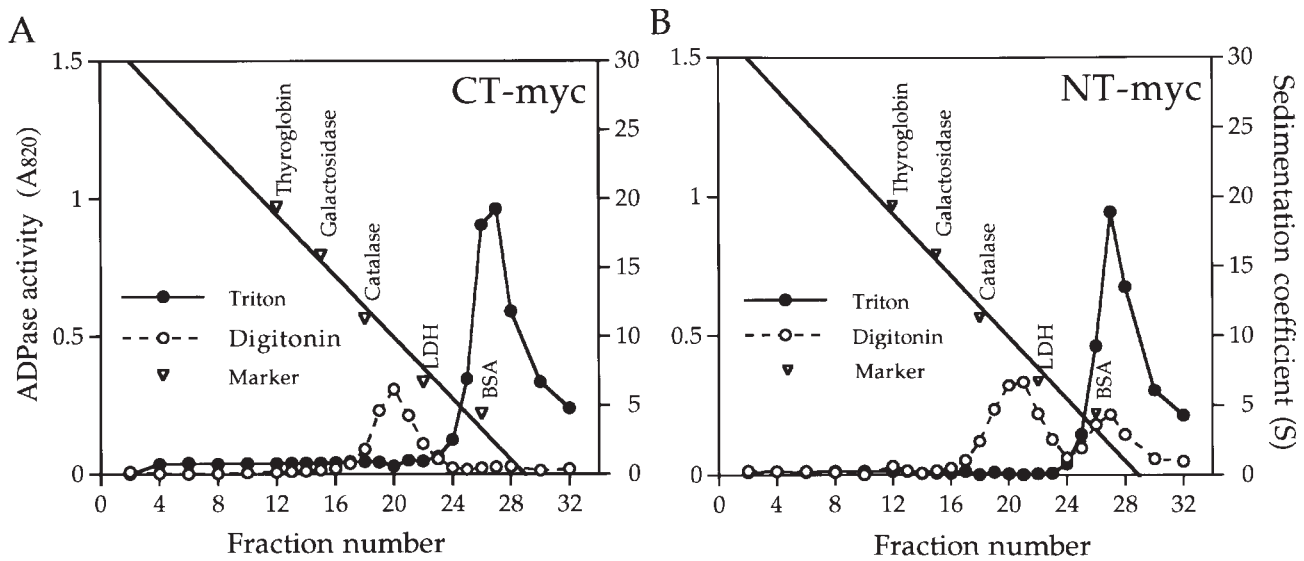 A
B
CT-myc
NT-myc
ADPase activity (A820)
1.5
1
0.5
0
30
25
20
15
10
5
0
Thyroglobin
Galactosidase
Catalase
LDH
BSA
Triton
Digitonin
Marker
0 4 8 12 16 20 24 28 32
Fraction number
1.5
1
0.5
0
30
25
20
15
10
5
0
Sedimentation coefficient (S)
Thyroglobin
Galactosidase
Catalase
LDH
BSA
Triton
Digitonin
Marker
0 4 8 12 16 20 24 28 32
Fraction number